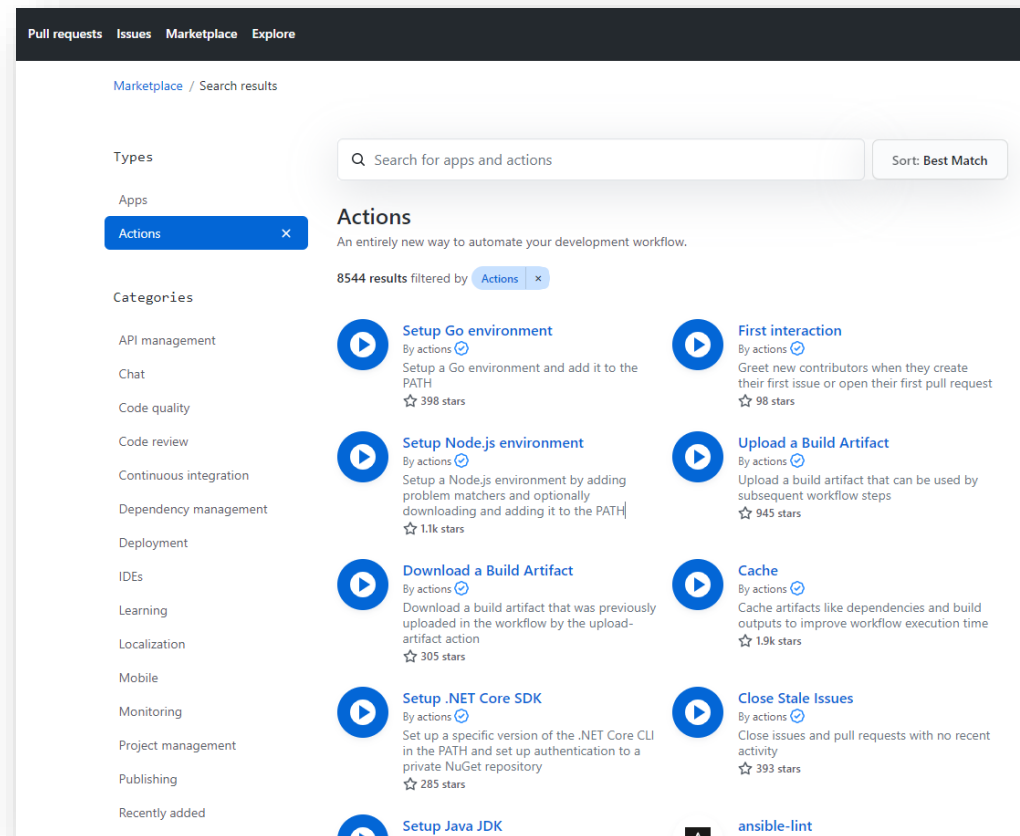 Pull requests Issues Marketplace Explore
Marketplace / Search results
Types
Apps
Actions
Categories
API management
Chat
Code quality
Code review
Continuous integration
Dependency management
Deployment
IDEs
Learning
Localization
Mobile
Monitoring
Project management
Publishing
Recently added
Search for apps and actions
Sort: Best Match
Actions
An entirely new way to automate your development workflow.
8544 results filtered by Actions ×
Setup Go environment
By actions
Setup a Go environment and add it to the
PATH
398 stars
First interaction
By actions
Greet new contributors when they create
their first issue or open their first pull request
98 stars
Setup Node.js environment
By actions
Setup a Node.js environment by adding
problem matchers and optionally
downloading and adding it to the PATH
1.1k stars
Upload a Build Artifact
By actions
Upload a build artifact that can be used by
subsequent workflow steps
945 stars
Download a Build Artifact
By actions
Download a build artifact that was previously
uploaded in the workflow by the upload-
artifact action
305 stars
Cache
By actions
Cache artifacts like dependencies and build
outputs to improve workflow execution time
1.9k stars
Setup .NET Core SDK
By actions
Set up a specific version of the .NET Core CLI
in the PATH and set up authentication to a
private NuGet repository
285 stars
Close Stale Issues
By actions
Close issues and pull requests with no recent
activity
393 stars
Setup Java JDK
ansible-lint